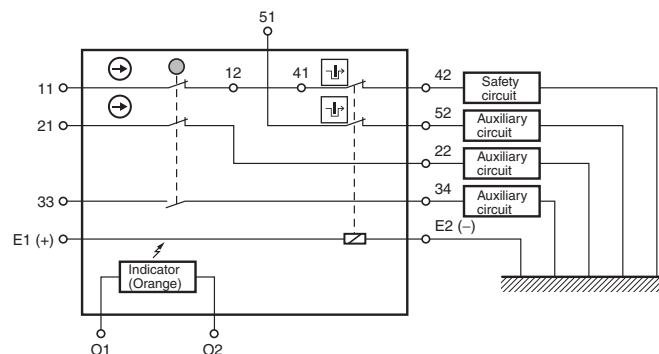 51
11
12
41
42
Safety
circuit
21
52
Auxiliary
circuit
22
Auxiliary
circuit
33
34
Auxiliary
circuit
E1 (+)
E2 (−)
Indicator
(Orange)
O1
O2